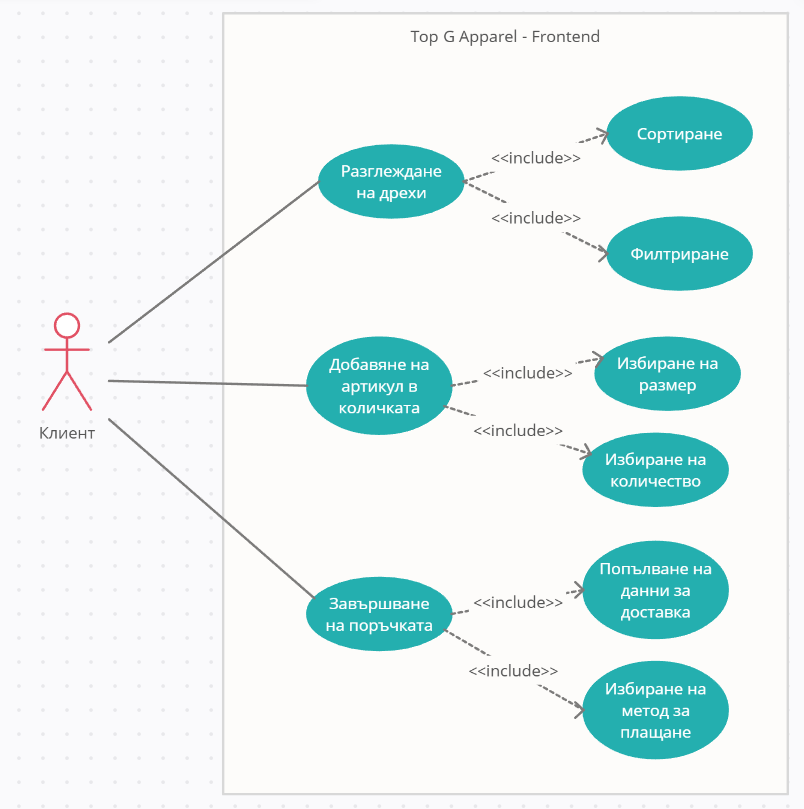 Top G Apparel - Frontend
Сортиране
<<include>>
Разглеждане
на дрехи
<<include>>
Филтриране
Клиент
Добавяне на
артикул в
количката
<<include>>
Избиране на
размер
<<include>>
Избиране на
количество
Завършване
на поръчката
<<include>>
Попълване на
данни за
доставка
<<include>>
Избиране на
метод за
плащане